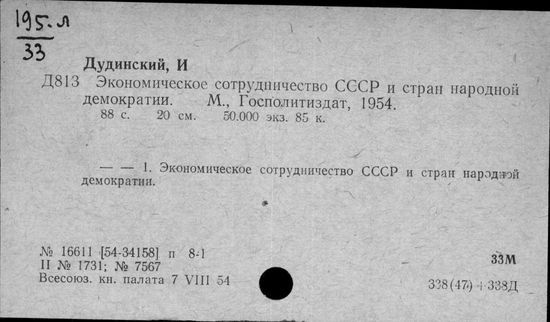 195.л
33
Дудинский, И
Д813 Экономическое сотрудничество СССР и стран народной
демократии. М., Госполитиздат, 1954.
88 с. 20 см. 50.000 экз. 85 к.
— — 1. Экономическое сотрудничество СССР и стран народной
демократии.
№ 16611 [54-34158] п 8-1
II № 1731; № 7567
33М
Всесоюз. кн. палата 7 VIII 54
338(47) + 338Д